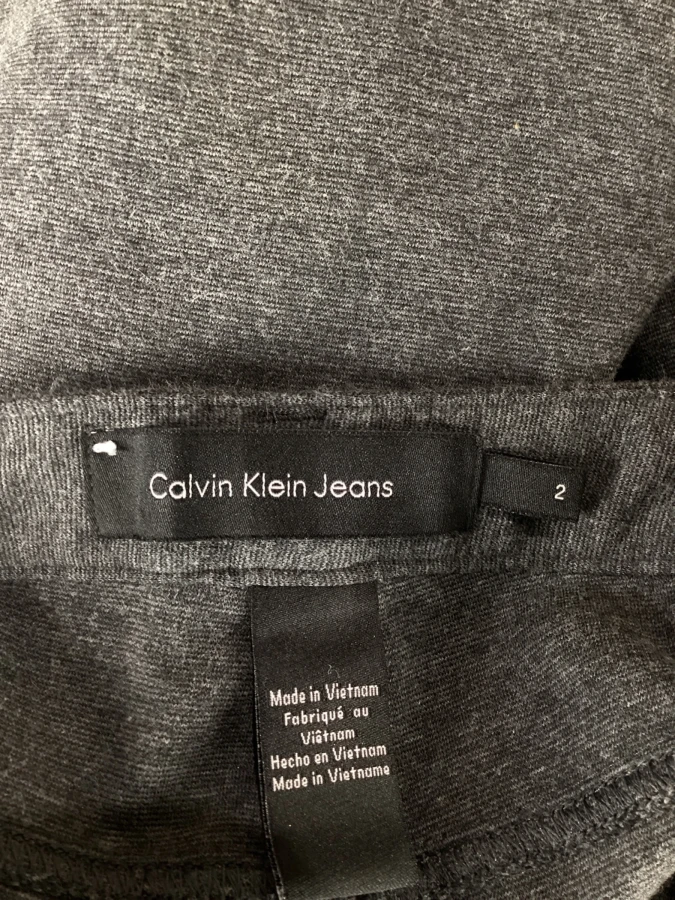 Calvin Klein Jeans
2
Made in Vietnam
Fabriqué au
Viêtnam
Hecho en Vietnam
Made in Vietname